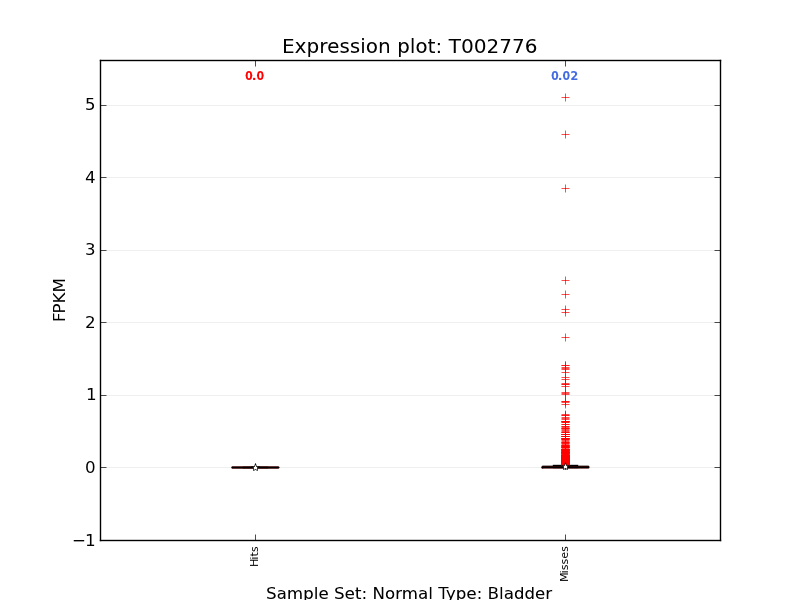 Expression plot: T002776
0.0
0.02
5
4
3
2
1
0
−1
FPKM
Hits
Misses
Sample Set: Normal Type: Bladder